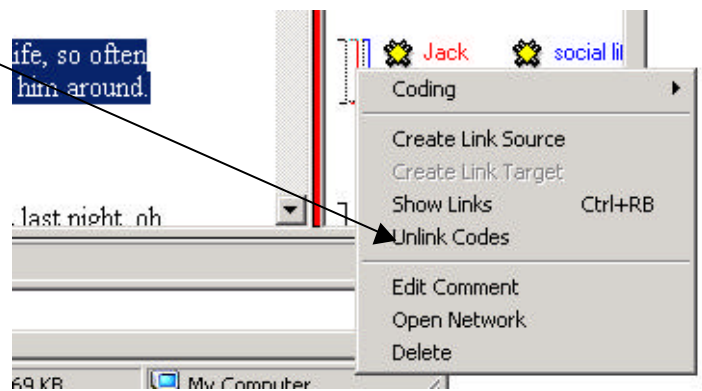 ife, so often
him around.
Jack social li
Coding
Create Link Source
Create Link Target
Show Links Ctrl+RB
last night, oh
Unlink Codes
Edit Comment
Open Network
Delete
69 KB My Computer